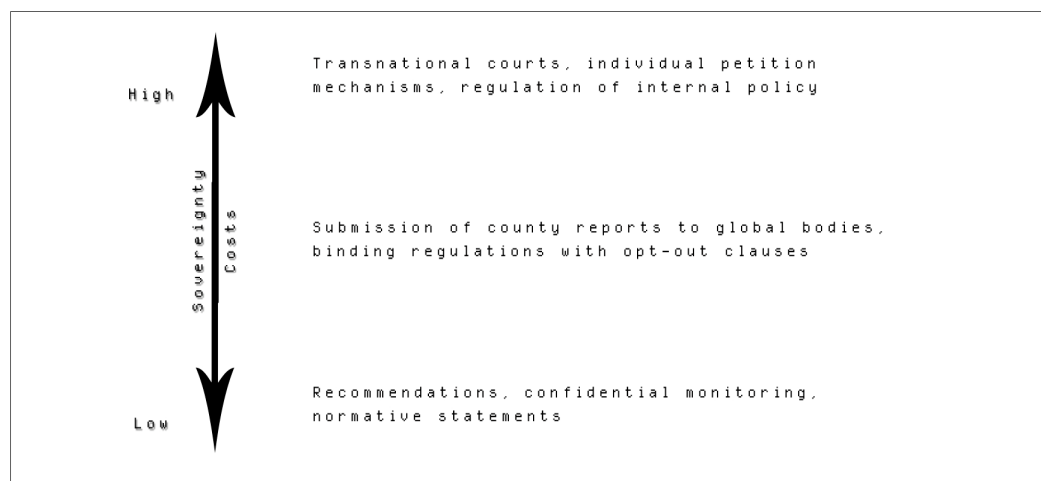 Transnational courts, individual petition
mechanisms, regulation of internal policy
High
Sovereignty
Costs
Submission of county reports to global bodies,
binding regulations with opt-out clauses
Recommendations, confidential monitoring,
normative statements
Low